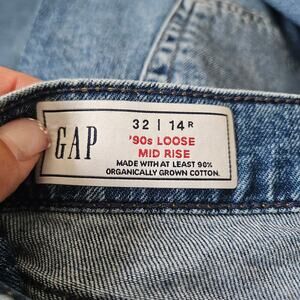 GAP
32 | 14R
'90s LOOSE
MID RISE
MADE WITH AT LEAST 90%
ORGANICALLY GROWN COTTON.